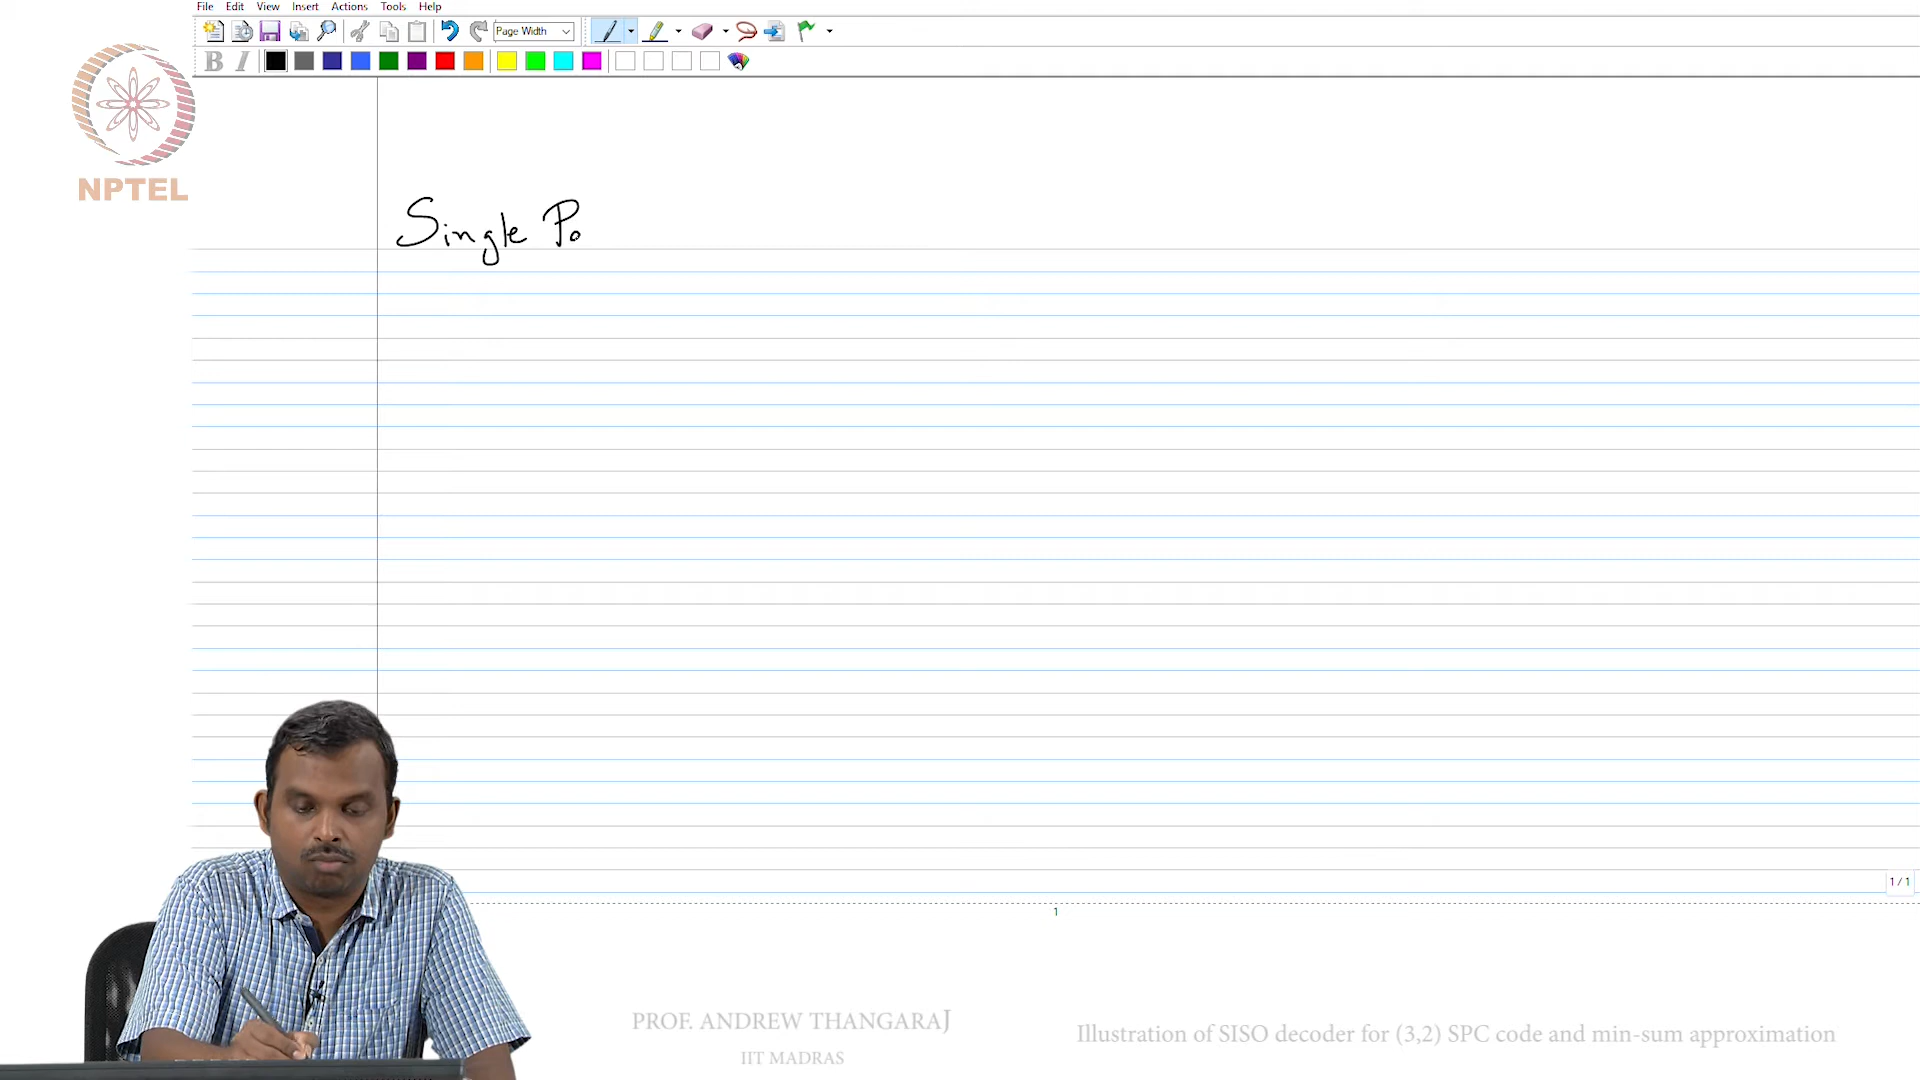 File Edit View Insert Actions Tools Help
Page Width
B I
NPTEL
Single Pa
1 / 1
1
PROF. ANDREW THANGARAJ
IIT MADRAS
Illustration of SISO decoder for (3,2) SPC code and min-sum approximation